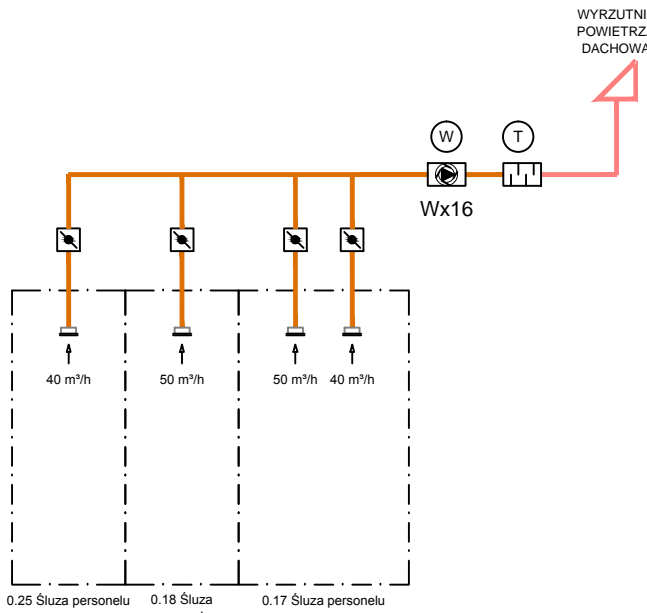 WYRZUTNI
POWIETRZ
DACHOWA
W
T
Wx16
40 m³/h
50 m³/h
50 m³/h
40 m³/h
0.25 Śluza personelu
0.18 Śluza
0.17 Śluza personelu